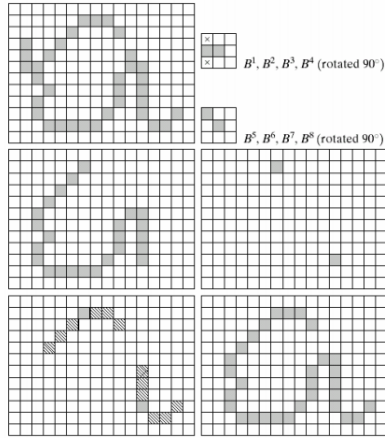 B¹, B², B³, B⁴ (rotated 90°)
B⁵, B⁶, B⁷, B⁸ (rotated 90°)